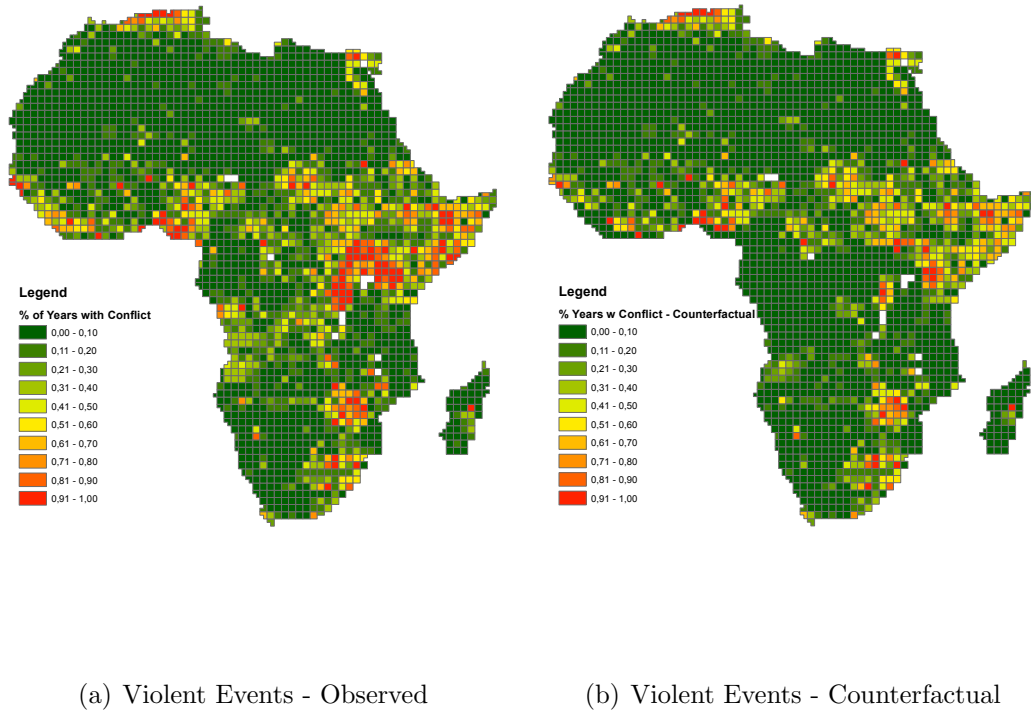 Legend
% of Years with Conflict
0,00 - 0,10
0,11 - 0,20
0,21 - 0,30
0,31 - 0,40
0,41 - 0,50
0,51 - 0,60
0,61 - 0,70
0,71 - 0,80
0,81 - 0,90
0,91 - 1,00
Legend
% Years w Conflict - Counterfactual
0,00 - 0,10
0,11 - 0,20
0,21 - 0,30
0,31 - 0,40
0,41 - 0,50
0,51 - 0,60
0,61 - 0,70
0,71 - 0,80
0,81 - 0,90
0,91 - 1,00
(a) Violent Events - Observed
(b) Violent Events - Counterfactual